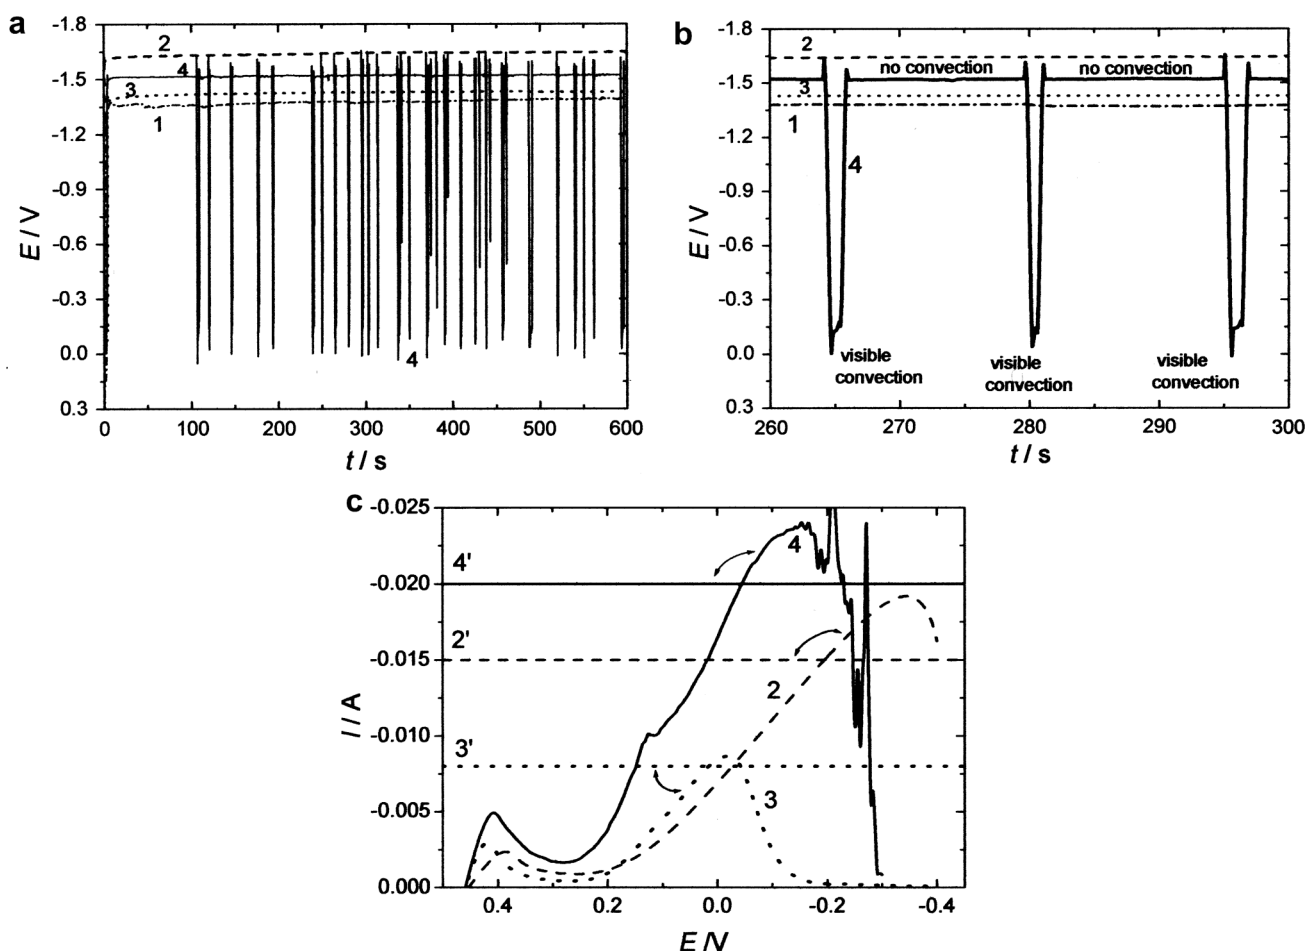 a
-1.8
-1.5
-1.2
-0.9
-0.6
-0.3
0.0
0.3
E / V
2
4
3
1
4
0 100 200 300 400 500 600
t / s
b
-1.8
-1.5
-1.2
-0.9
-0.6
-0.3
0.0
0.3
E / V
2
no convection no convection
3
1
4
visible convection
visible convection
visible convection
260 270 280 290 300
t / s
c
-0.025
-0.020
-0.015
-0.010
-0.005
0.000
I / A
4'
2'
3'
4
2
3
0.4 0.2 0.0 -0.2 -0.4
E /V